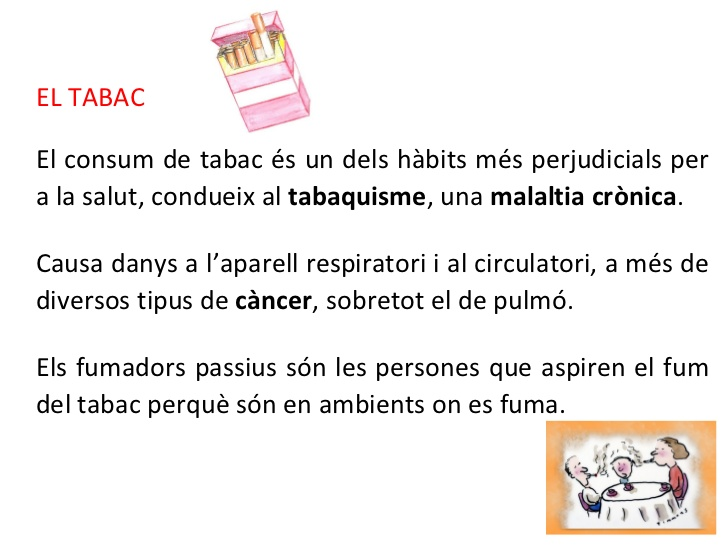 EL TABAC
El consum de tabac és un dels hàbits més perjudicials per
a la salut, condueix al tabaquisme, una malaltia crònica.
Causa danys a l’aparell respiratori i al circulatori, a més de
diversos tipus de càncer, sobretot el de pulmó.
Els fumadors passius són les persones que aspiren el fum
del tabac perquè són en ambients on es fuma.